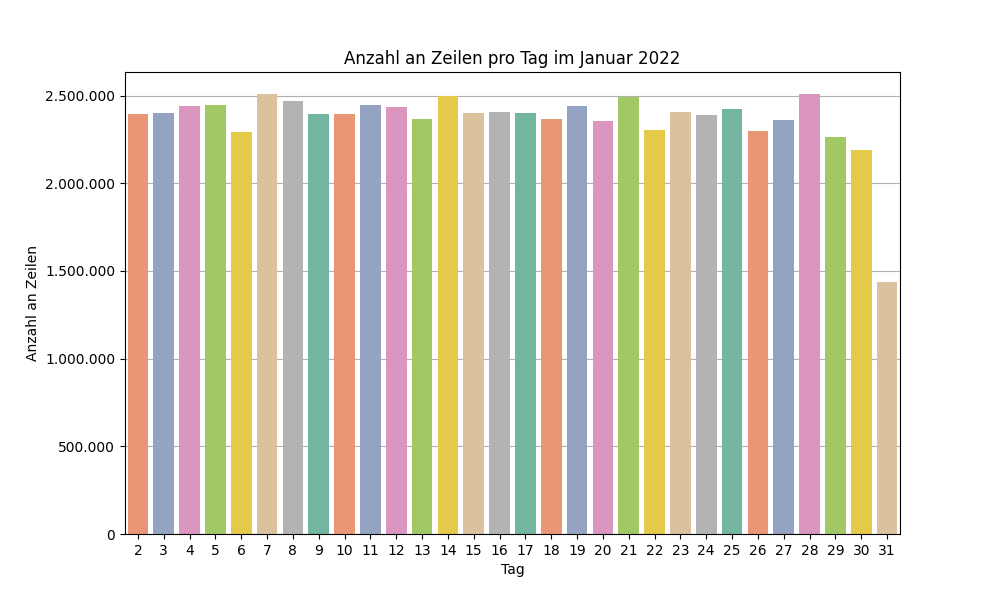 Anzahl an Zeilen pro Tag im Januar 2022
Anzahl an Zeilen
2.500.000
2.000.000
1.500.000
1.000.000
500.000
0
2 3 4 5 6 7 8 9 10 11 12 13 14 15 16 17 18 19 20 21 22 23 24 25 26 27 28 29 30 31
Tag